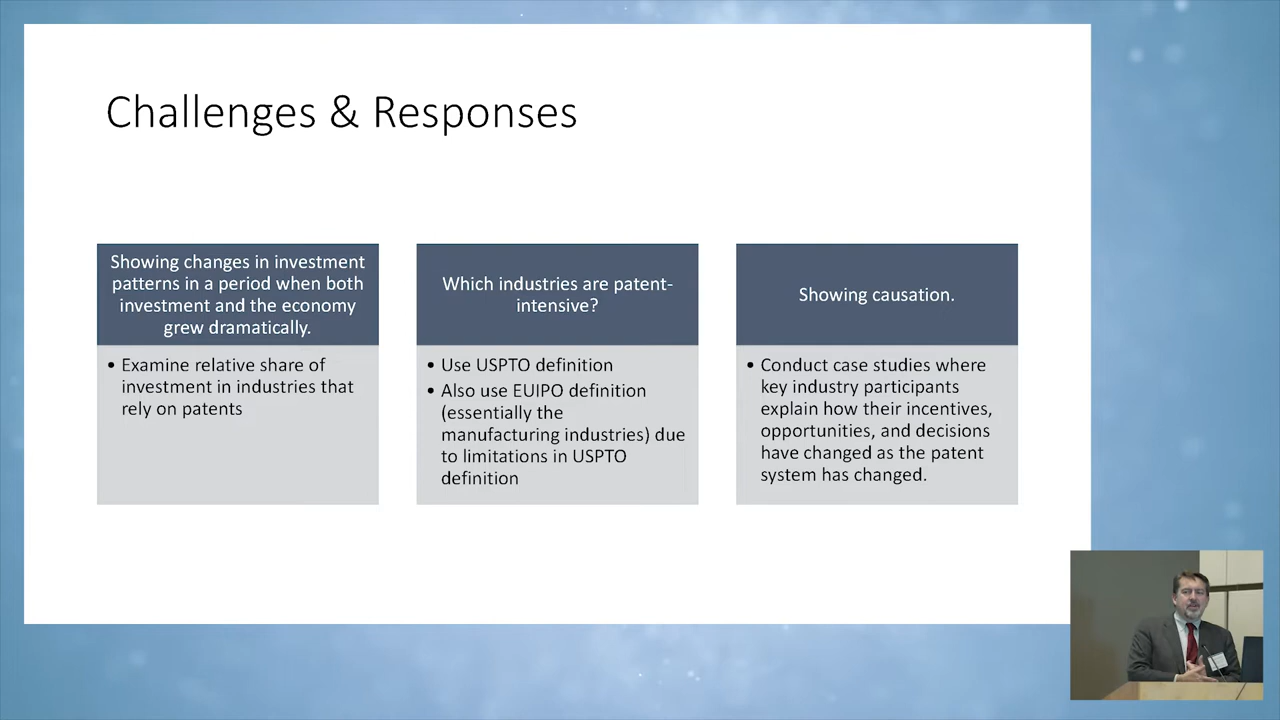 Challenges & Responses
Showing changes in investment
patterns in a period when both
investment and the economy
grew dramatically.
• Examine relative share of
investment in industries that
rely on patents
Which industries are patent-
intensive?
• Use USPTO definition
• Also use EUIPO definition
(essentially the
manufacturing industries) due
to limitations in USPTO
definition
Showing causation.
• Conduct case studies where
key industry participants
explain how their incentives,
opportunities, and decisions
have changed as the patent
system has changed.